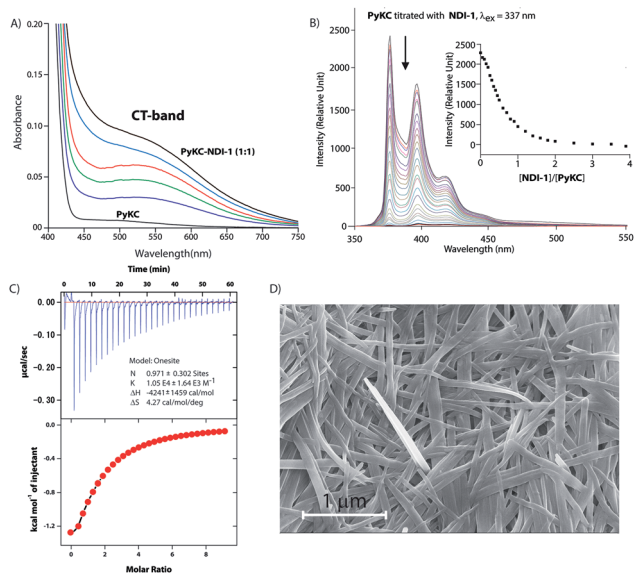 A)
0.20
0.15
0.10
0.05
00
Absorbance
CT-band
PyKC-NDI-1 (1:1)
PyKC
400 450 500 550 600 650 700 750
Wavelength(nm)
B)
PyKC titrated with NDI-1, λex = 337 nm
2500
2000
1500
1000
500
0
Intensity (Relative Unit)
350 400 450 500 550
Wavelength (nm)
2500
2000
1500
1000
500
0
Intensity (Relative Unit)
0 1 2 3 4
[NDI-1]/[PyKC]
C)
Time (min)
0 10 20 30 40 50 60
0. 00
-0.10
-0. 20
-0. 30
μcal/sec
Model: Onesite
N 0.971 ± 0.302 Sites
K 1.05 E4 ± 1.64 E3 M⁻¹
ΔH -4241± 1459 cal/mol
ΔS 4.27 cal/mol/deg
0.0
-0.4
-0.8
-1.2
kcal mol⁻¹ of injectant
0 2 4 6 8
Molar Ratio
D)
1 μm